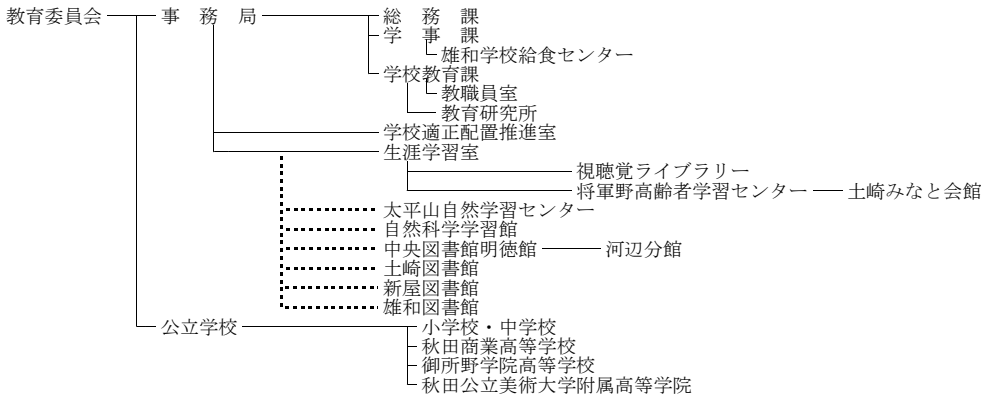 教育委員会 事務局 総務課
学事課
雄和学校給食センター
学校教育課
教職員室
教育研究所
学校適正配置推進室
生涯学習室
視聴覚ライブラリー
将軍野高齢者学習センター 土崎みなと会館
太平山自然学習センター
自然科学学習館
中央図書館明徳館 河辺分館
土崎図書館
新屋図書館
雄和図書館
公立学校 小学校・中学校
秋田商業高等学校
御所野学院高等学校
秋田公立美術大学附属高等学院